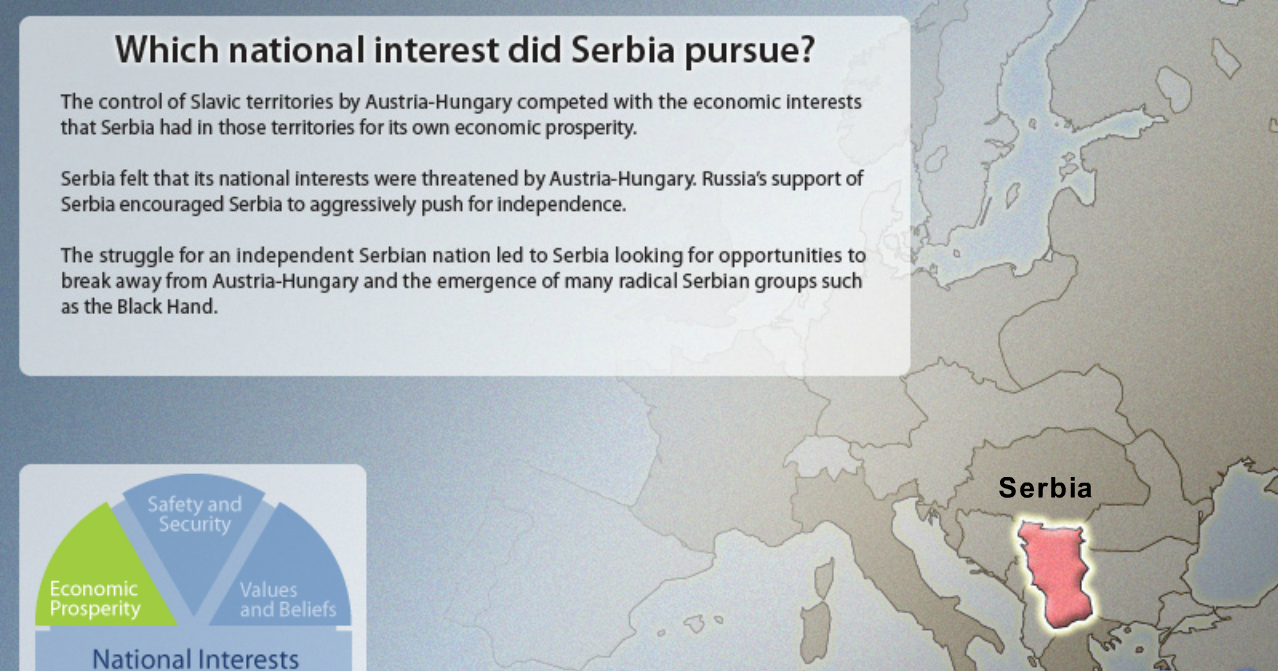 Which national interest did Serbia pursue?
The control of Slavic territories by Austria-Hungary competed with the economic interests
that Serbia had in those territories for its own economic prosperity.
Serbia felt that its national interests were threatened by Austria-Hungary. Russia's support of
Serbia encouraged Serbia to aggressively push for independence.
The struggle for an independent Serbian nation led to Serbia looking for opportunities to
break away from Austria-Hungary and the emergence of many radical Serbian groups such
as the Black Hand.
Serbia
Safety and
Security
Economic
Prosperity
Values
and Beliefs
National Interests